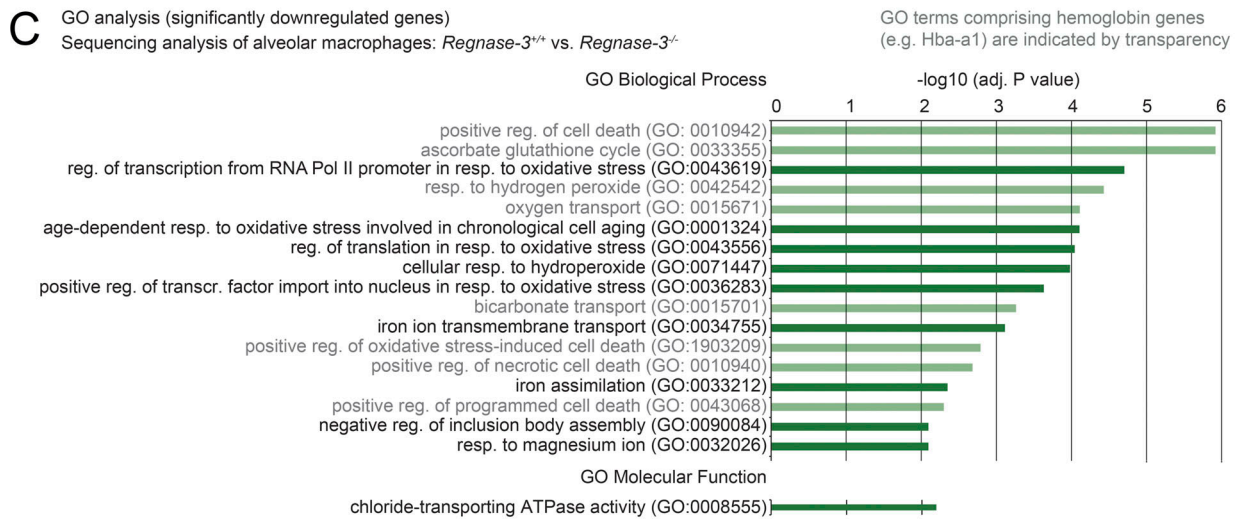 C
GO analysis (significantly downregulated genes)
Sequencing analysis of alveolar macrophages: Regnase-3+/+ vs. Regnase-3-/-
GO terms comprising hemoglobin genes
(e.g. Hba-a1) are indicated by transparency
GO Biological Process
-log10 (adj. P value)
0 1 2 3 4 5 6
positive reg. of cell death (GO: 0010942)
ascorbate glutathione cycle (GO: 0033355)
reg. of transcription from RNA Pol II promoter in resp. to oxidative stress (GO:0043619)
resp. to hydrogen peroxide (GO: 0042542)
oxygen transport (GO: 0015671)
age-dependent resp. to oxidative stress involved in chronological cell aging (GO:0001324)
reg. of translation in resp. to oxidative stress (GO:0043556)
cellular resp. to hydroperoxide (GO:0071447)
positive reg. of transcr. factor import into nucleus in resp. to oxidative stress (GO:0036283)
bicarbonate transport (GO:0015701)
iron ion transmembrane transport (GO:0034755)
positive reg. of oxidative stress-induced cell death (GO:1903209)
positive reg. of necrotic cell death (GO: 0010940)
iron assimilation (GO:0033212)
positive reg. of programmed cell death (GO: 0043068)
negative reg. of inclusion body assembly (GO:0090084)
resp. to magnesium ion (GO:0032026)
GO Molecular Function
chloride-transporting ATPase activity (GO:0008555)